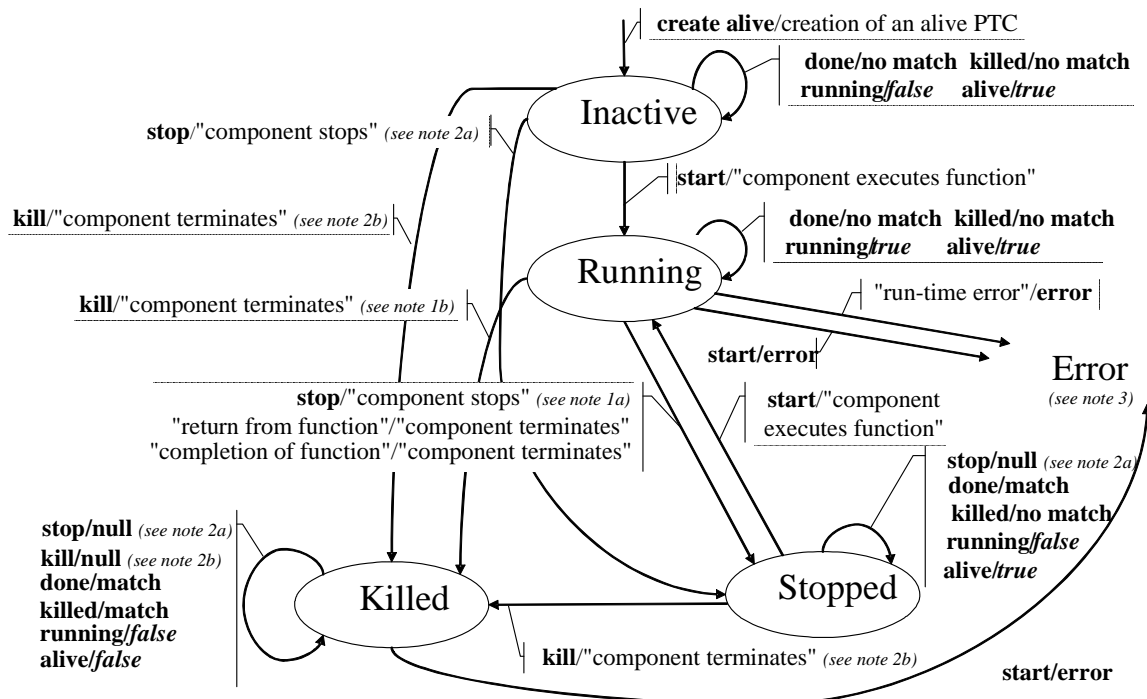 create alive/creation of an alive PTC
done/no match killed/no match
running/false alive/true
Inactive
stop/"component stops" (see note 2a)
start/"component executes function"
kill/"component terminates" (see note 2b)
done/no match killed/no match
running/true alive/true
Running
kill/"component terminates" (see note 1b)
"run-time error"/error
start/error
Error
(see note 3)
stop/"component stops" (see note 1a)
"return from function"/"component terminates"
"completion of function"/"component terminates"
start/"component
executes function"
stop/null (see note 2a)
done/match
killed/no match
running/false
alive/true
stop/null (see note 2a)
kill/null (see note 2b)
done/match
killed/match
running/false
alive/false
Killed
Stopped
kill/"component terminates" (see note 2b)
start/error